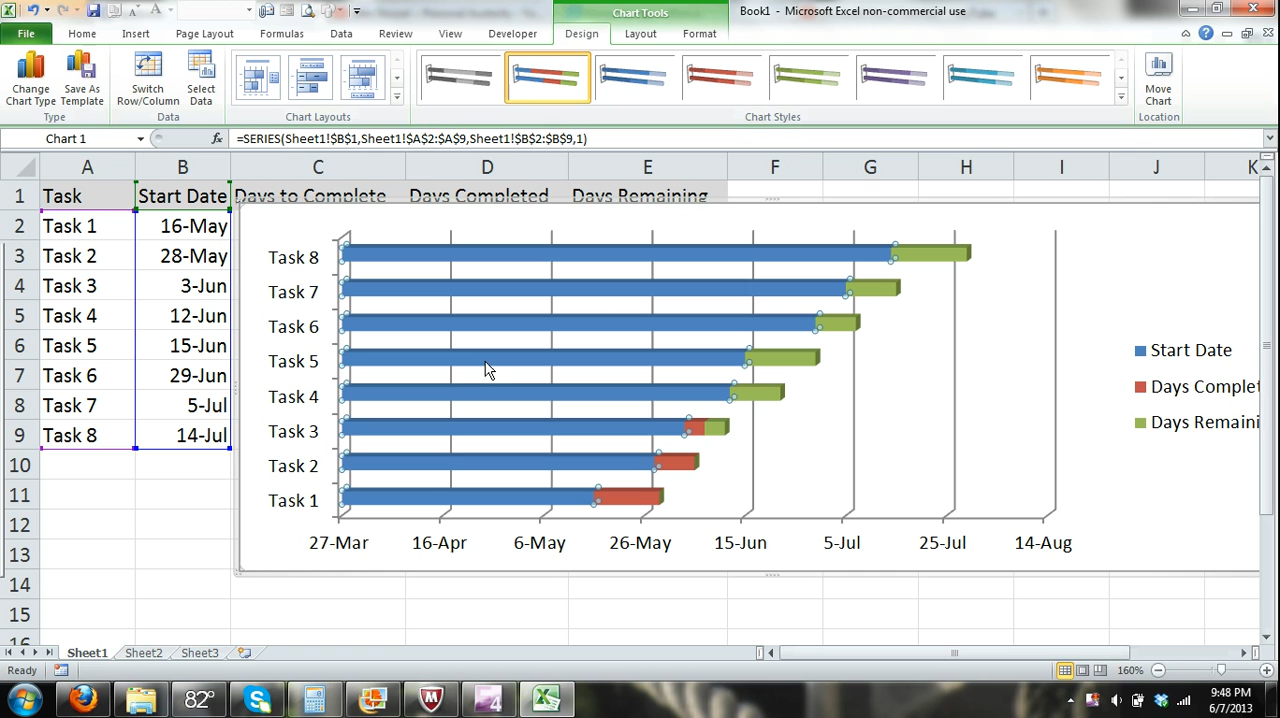 Chart Tools
Book1 - Microsoft Excel non-commercial use
File Home Insert Page Layout Formulas Data Review View Developer Design Layout Format
Change Chart Type
Save As Template
Switch Row/Column
Select Data
Move Chart
Type Data Chart Layouts Chart Styles Location
Chart 1 fx =SERIES(Sheet1!$B$1,Sheet1!$A$2:$A$9,Sheet1!$B$2:$B$9,1)
A B C D E F G H I J K
1 Task Start Date Days to Complete Days Completed Days Remaining
2 Task 1 16-May
3 Task 2 28-May
4 Task 3 3-Jun
5 Task 4 12-Jun
6 Task 5 15-Jun
7 Task 6 29-Jun
8 Task 7 5-Jul
9 Task 8 14-Jul
10
11
12
13
14
15
16
Task 8
Task 7
Task 6
Task 5
Task 4
Task 3
Task 2
Task 1
27-Mar 16-Apr 6-May 26-May 15-Jun 5-Jul 25-Jul 14-Aug
Start Date
Days Complet
Days Remaini
Sheet1 Sheet2 Sheet3
Ready 160%
82°
9:48 PM
6/7/2013